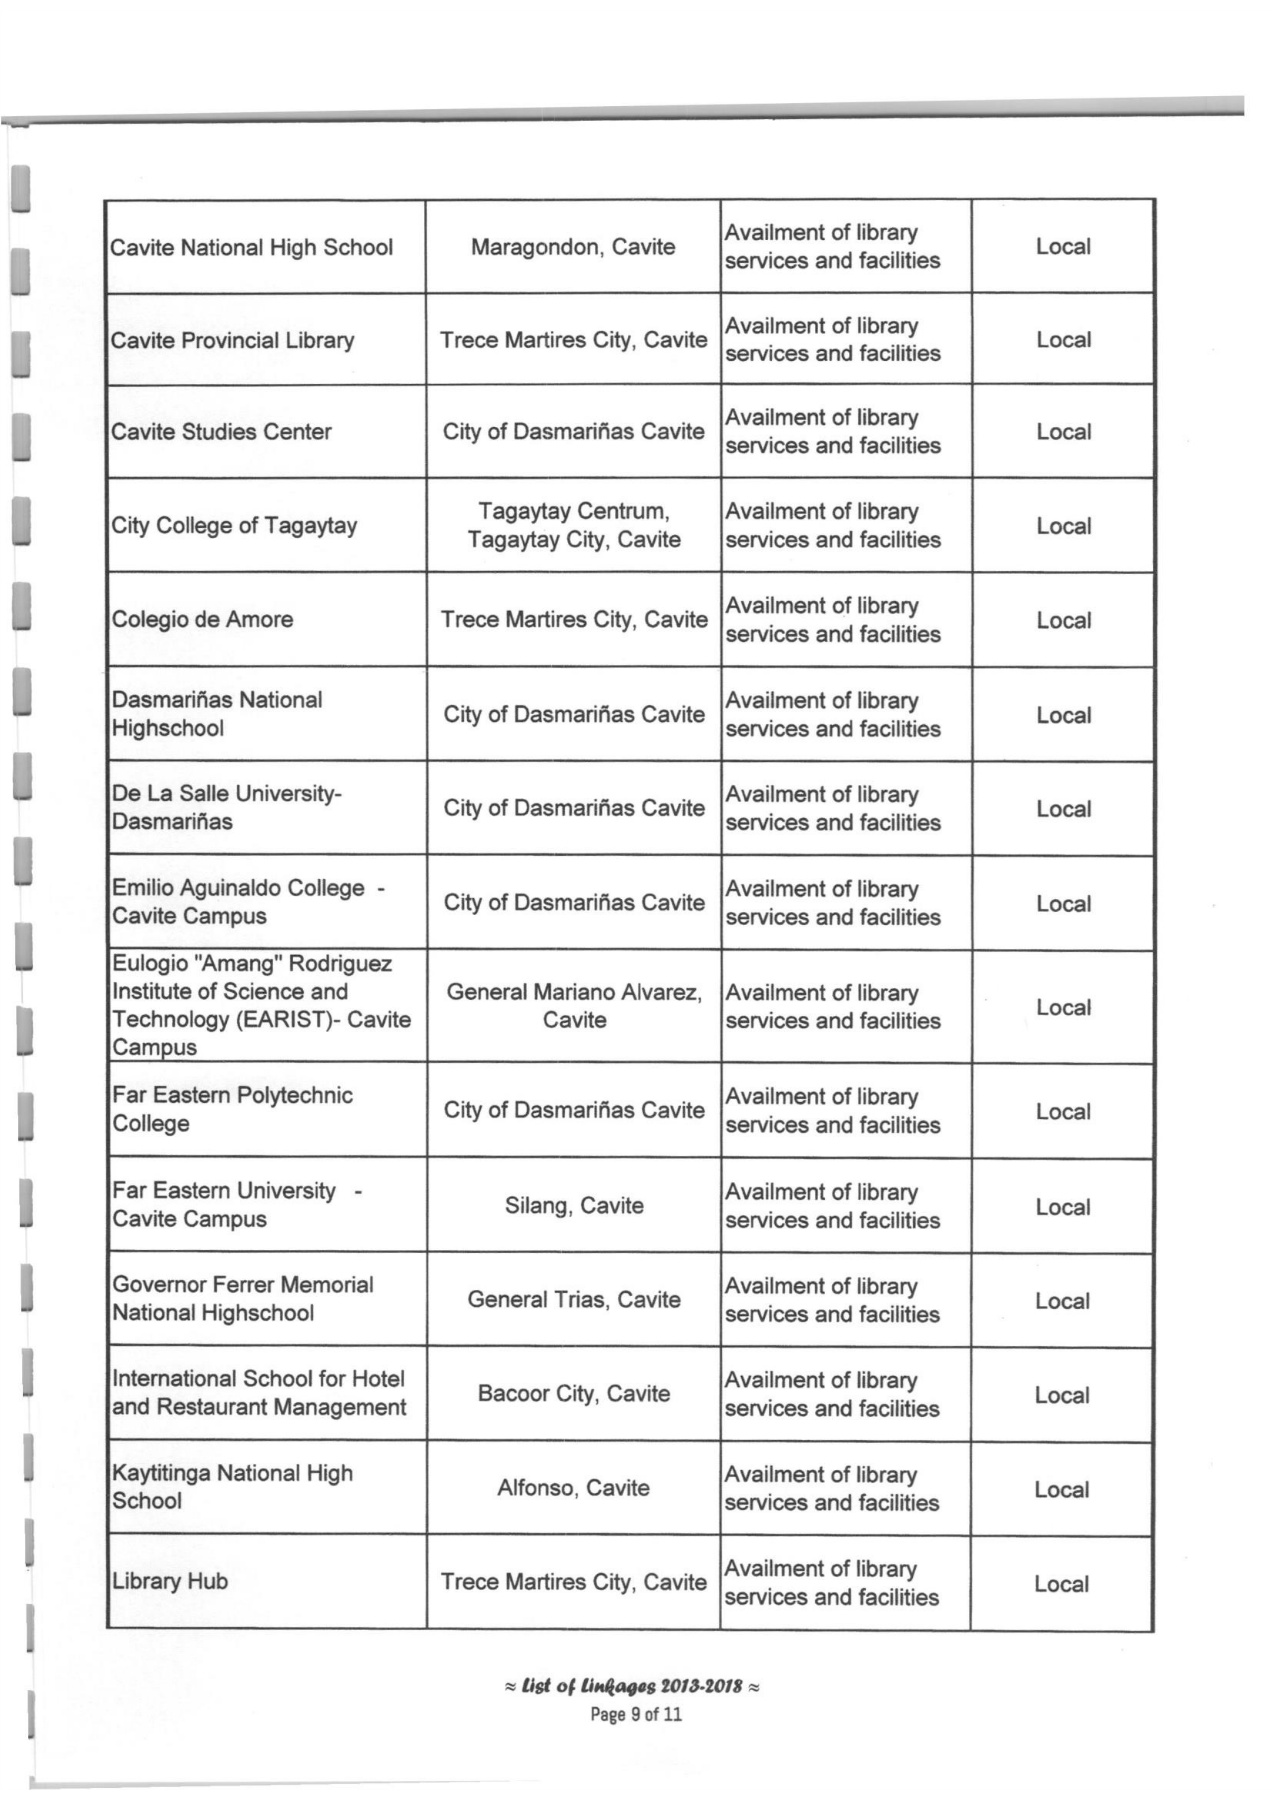 Cavite National High School
Maragondon, Cavite
Availment of library
services and facilities
Local
Cavite Provincial Library
Trece Martires City, Cavite
Availment of library
services and facilities
Local
Cavite Studies Center
City of Dasmariñas Cavite
Availment of library
services and facilities
Local
City College of Tagaytay
Tagaytay Centrum,
Tagaytay City, Cavite
Availment of library
services and facilities
Local
Colegio de Amore
Trece Martires City, Cavite
Availment of library
services and facilities
Local
Dasmariñas National
Highschool
City of Dasmariñas Cavite
Availment of library
services and facilities
Local
De La Salle University-
Dasmariñas
City of Dasmariñas Cavite
Availment of library
services and facilities
Local
Emilio Aguinaldo College -
Cavite Campus
City of Dasmariñas Cavite
Availment of library
services and facilities
Local
Eulogio "Amang" Rodriguez
Institute of Science and
Technology (EARIST)- Cavite
Campus
General Mariano Alvarez,
Cavite
Availment of library
services and facilities
Local
Far Eastern Polytechnic
College
City of Dasmariñas Cavite
Availment of library
services and facilities
Local
Far Eastern University -
Cavite Campus
Silang, Cavite
Availment of library
services and facilities
Local
Governor Ferrer Memorial
National Highschool
General Trias, Cavite
Availment of library
services and facilities
Local
International School for Hotel
and Restaurant Management
Bacoor City, Cavite
Availment of library
services and facilities
Local
Kaytitinga National High
School
Alfonso, Cavite
Availment of library
services and facilities
Local
Library Hub
Trece Martires City, Cavite
Availment of library
services and facilities
Local
≈ List of Linkages 2013-2018 ≈
Page 9 of 11